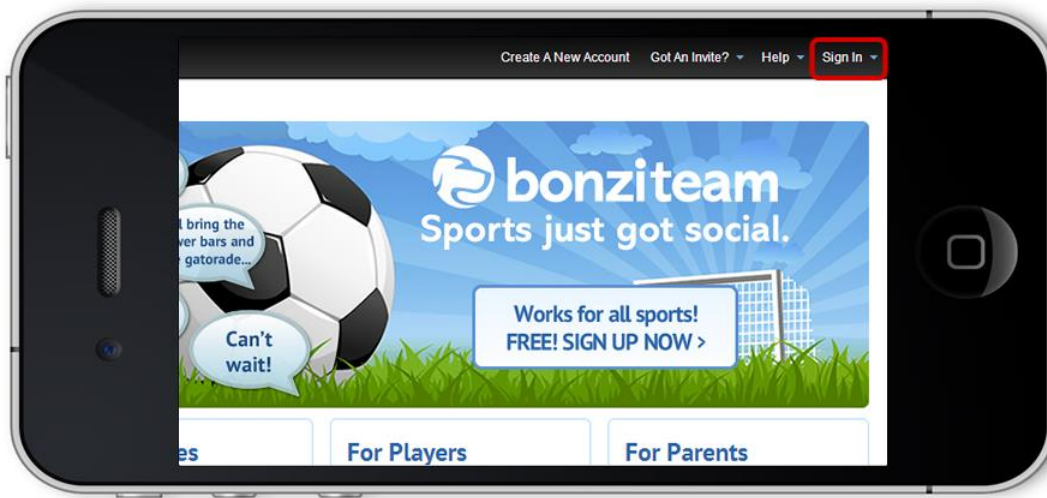 Create A New Account Got An Invite? Help Sign In
bonziteam
Sports just got social.
bring the
wer bars and
gatorade...
Works for all sports!
FREE! SIGN UP NOW >
Can't
wait!
es For Players For Parents